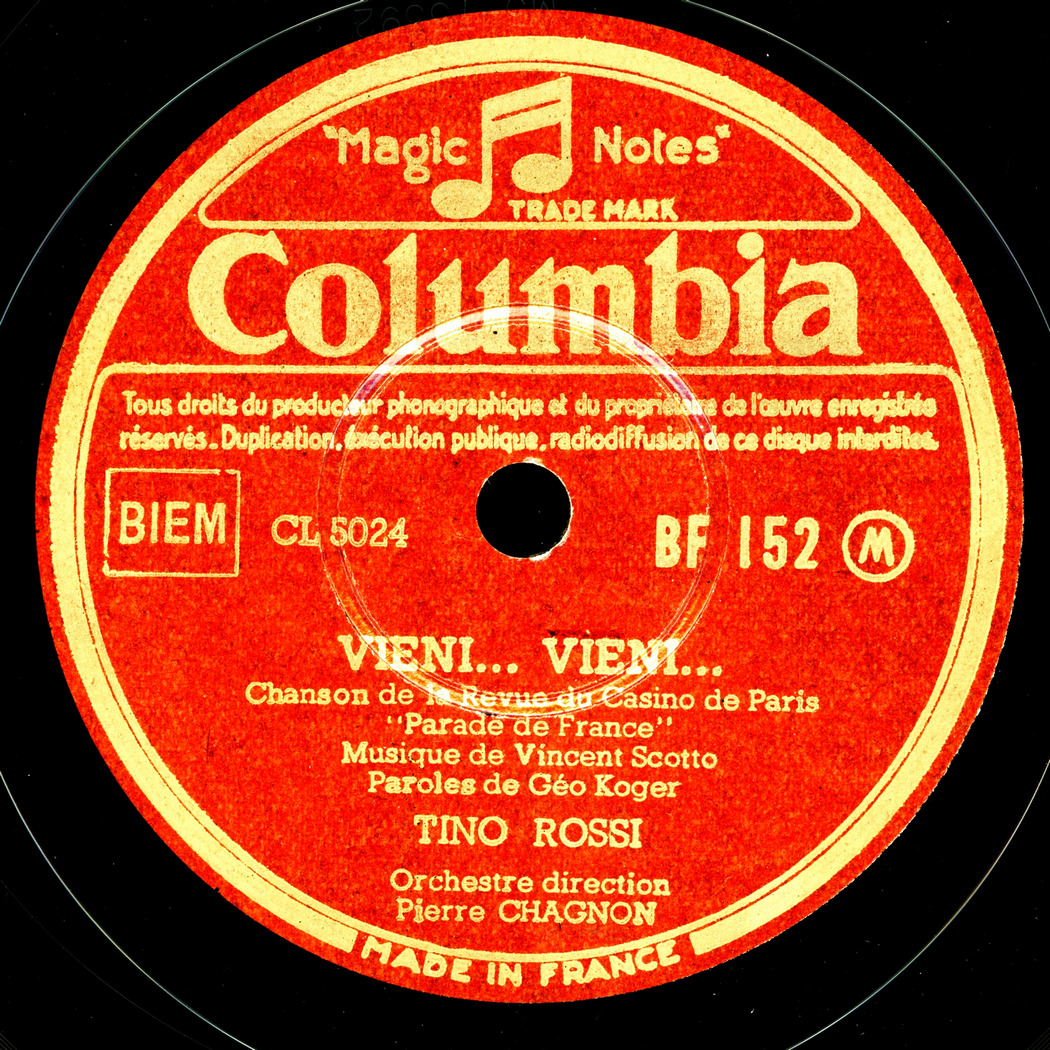 "Magic Notes"
TRADE MARK
Columbia
Tous droits du producteur phonographique et du propriétaire de l'œuvre enregistrée
réservés. Duplication, exécution publique, radiodiffusion de ce disque interdites.
BIEM CL 5024 BF 152 M
VIENI... VIENI...
Chanson de la Revue du Casino de Paris
"Parade de France"
Musique de Vincent Scotto
Paroles de Géo Koger
TINO ROSSI
Orchestre direction
Pierre CHAGNON
MADE IN FRANCE